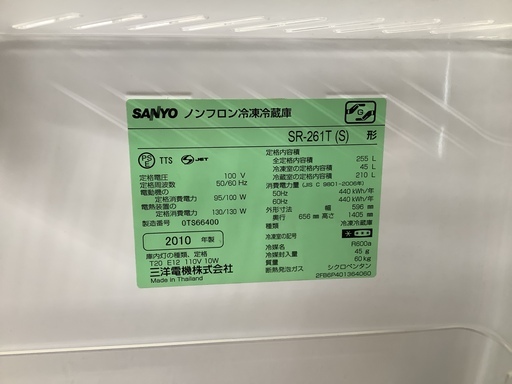 SANYO ノンフロン冷凍冷蔵庫
SR-261T (S) 形
PS E TTS S JET
定格電圧 100 V
定格周波数 50/60 Hz
電動機の
定格消費電力 95/100 W
電熱装置の
定格消費電力 130/130 W
製造番号 0TS66400
2010 年製
庫内灯の種類、定格
T20 E12 110V 10W
三洋電機株式会社
Made in Thailand
定格内容積
全定格内容積 255 L
冷凍室の定格内容積 45 L
冷蔵室の定格内容積 210 L
消費電力量 (JIS C 9801-2006年)
50Hz 440 kWh/年
60Hz 440 kWh/年
外形寸法 幅 596 mm
奥行 656 mm 高さ 1405 mm
種類 冷凍冷蔵庫
冷凍室の記号
冷媒 R600a
冷媒封入量 45 g
質量 60 kg
断熱発泡ガス シクロペンタン